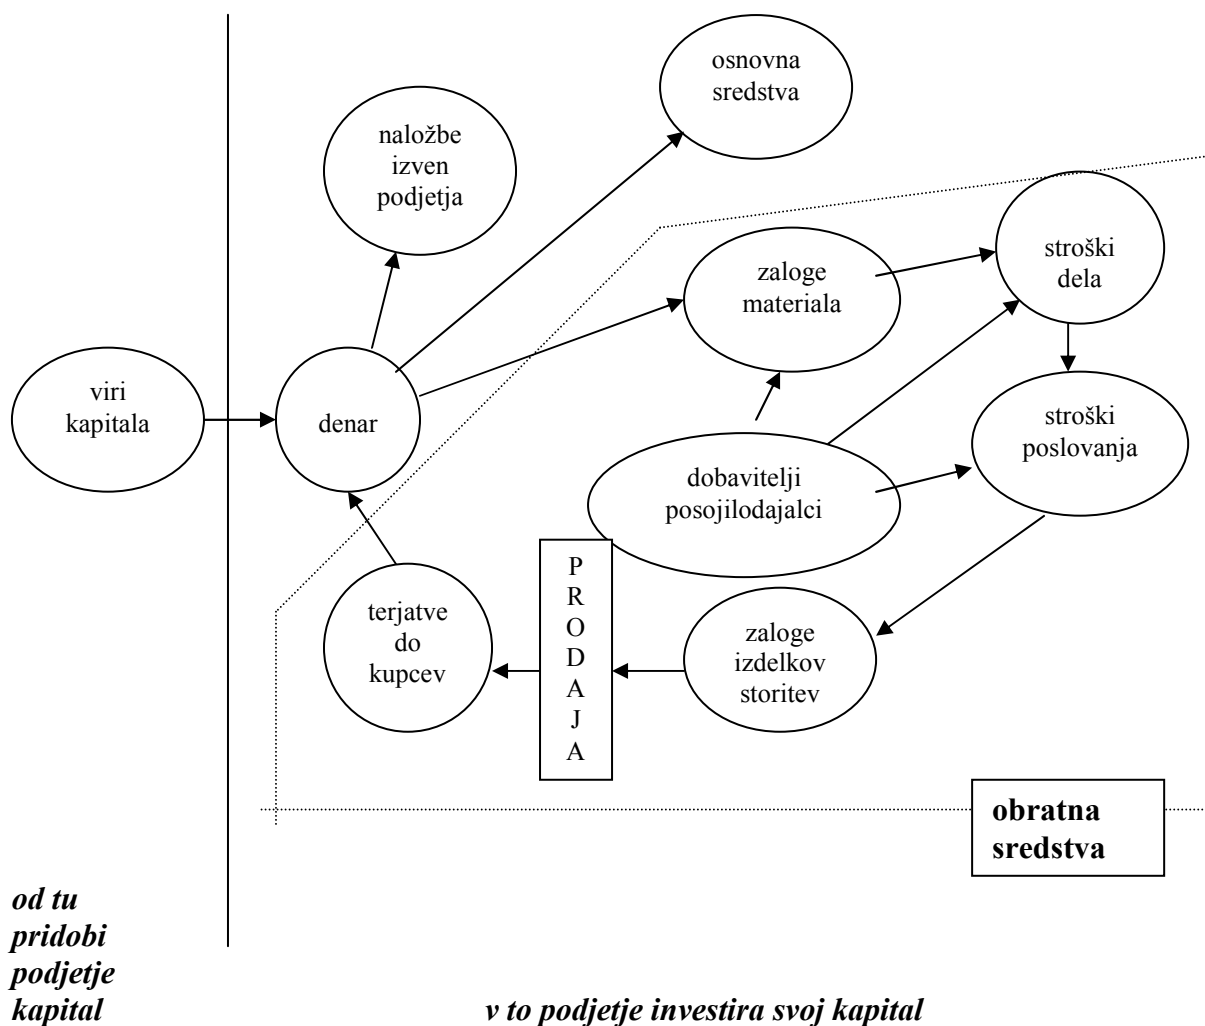 osnovna
sredstva
naložbe
izven
podjetja
stroški
dela
zaloge
materiala
viri
kapitala
denar
stroški
poslovanja
dobavitelji
posojilodajalci
P
R
O
D
A
J
A
terjatve
do
kupcev
zaloge
izdelkov
storitev
obratna
sredstva
od tu
pridobi
podjetje
kapital
v to podjetje investira svoj kapital